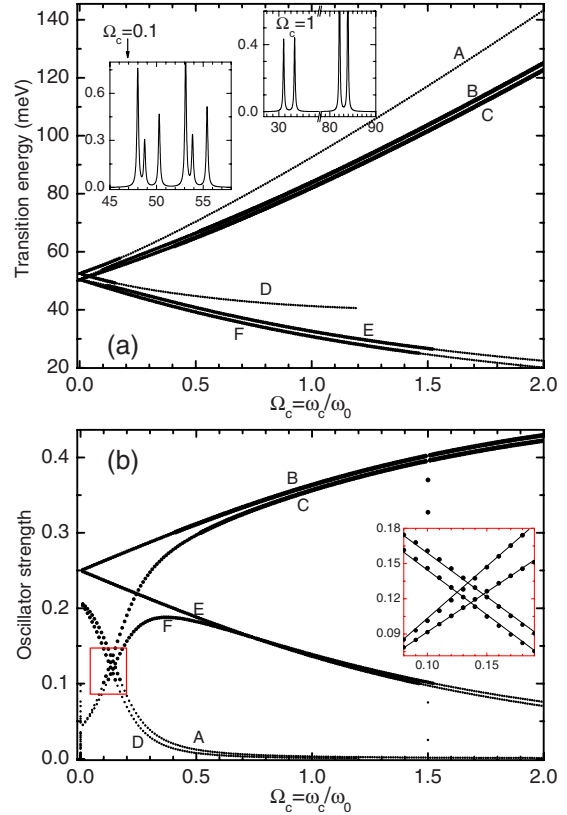 140
120
100
80
60
40
20
Transition energy (meV)
Ω_c=0.1
0.8
0.6
0.3
0.0
45 50 55
Ω_c=1
0.4
0.0
30 80 90
A
B
C
D
E
F
(a)
0.0 0.5 1.0 1.5 2.0
Ω_c=ω_c/ω_0
(b)
0.4
0.3
0.2
0.1
0.0
Oscillator strength
B
C
E
F
D
A
0.18
0.15
0.12
0.09
0.10 0.15
0.0 0.5 1.0 1.5 2.0
Ω_c=ω_c/ω_0